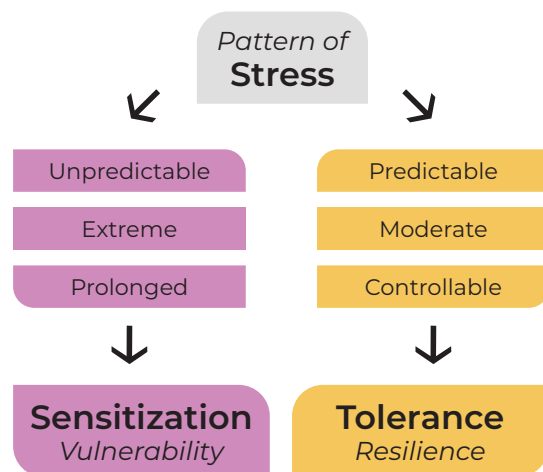 Pattern of
Stress
Unpredictable
Extreme
Prolonged
Sensitization
Vulnerability
Predictable
Moderate
Controllable
Tolerance
Resilience